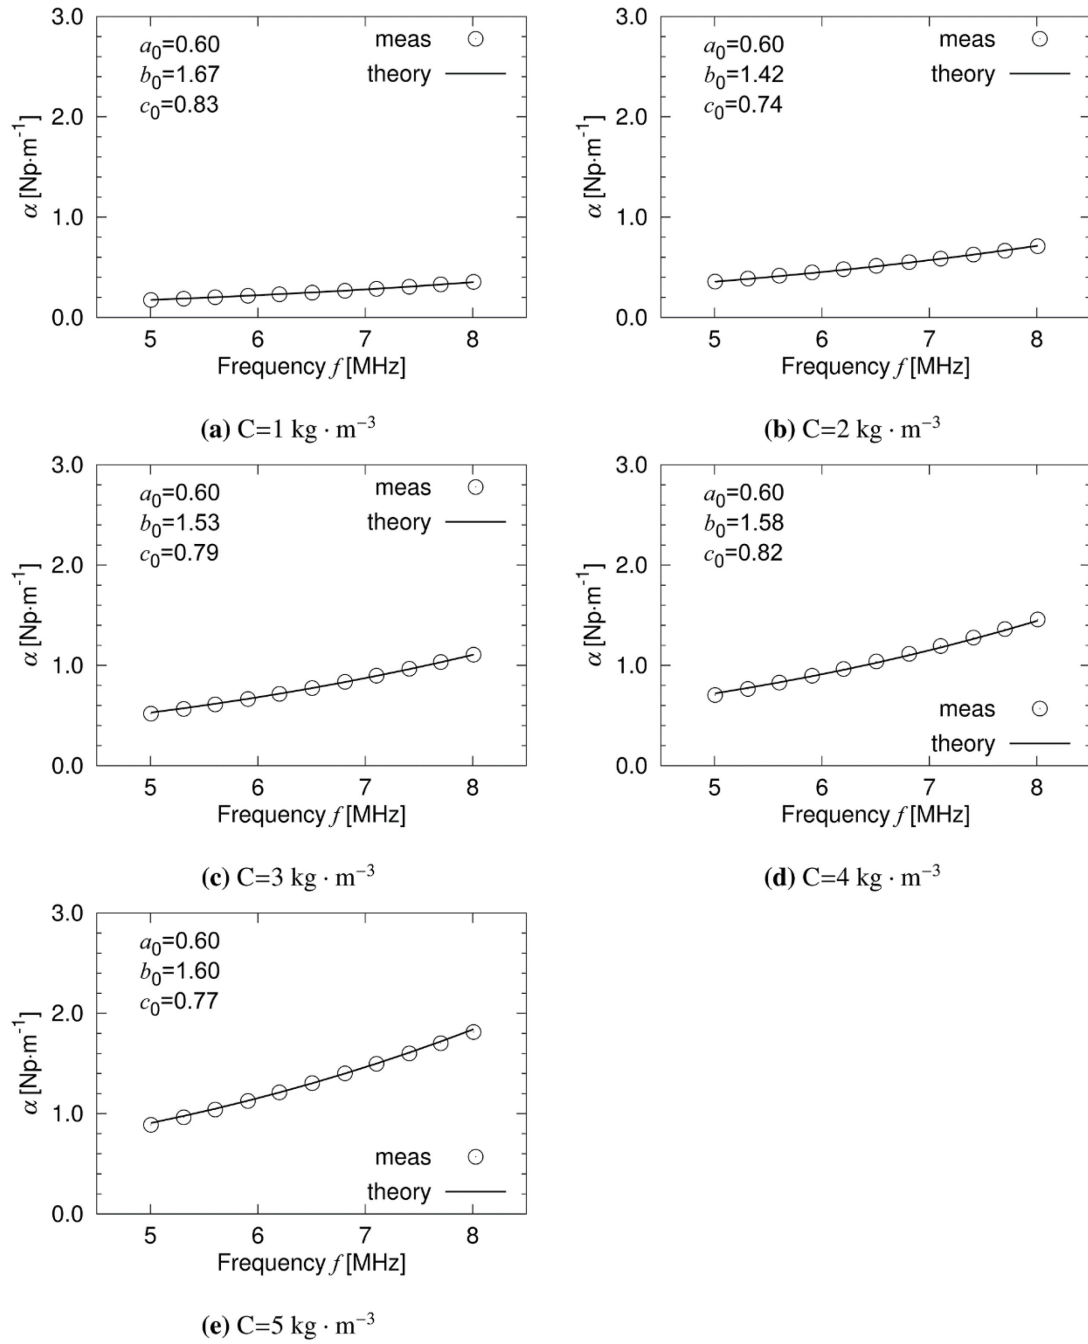 3.0
a0=0.60
meas
b0=1.67
theory
c0=0.83
2.0
α [Np·m-1]
1.0
0.0
5 6 7 8
Frequency f [MHz]
(a) C=1 kg · m−3
3.0
a0=0.60
meas
b0=1.42
theory
c0=0.74
2.0
α [Np·m-1]
1.0
0.0
5 6 7 8
Frequency f [MHz]
(b) C=2 kg · m−3
3.0
a0=0.60
meas
b0=1.53
theory
c0=0.79
2.0
α [Np·m-1]
1.0
0.0
5 6 7 8
Frequency f [MHz]
(c) C=3 kg · m−3
3.0
a0=0.60
b0=1.58
c0=0.82
2.0
α [Np·m-1]
1.0
meas
theory
0.0
5 6 7 8
Frequency f [MHz]
(d) C=4 kg · m−3
3.0
a0=0.60
b0=1.60
c0=0.77
2.0
α [Np·m-1]
1.0
meas
theory
0.0
5 6 7 8
Frequency f [MHz]
(e) C=5 kg · m−3